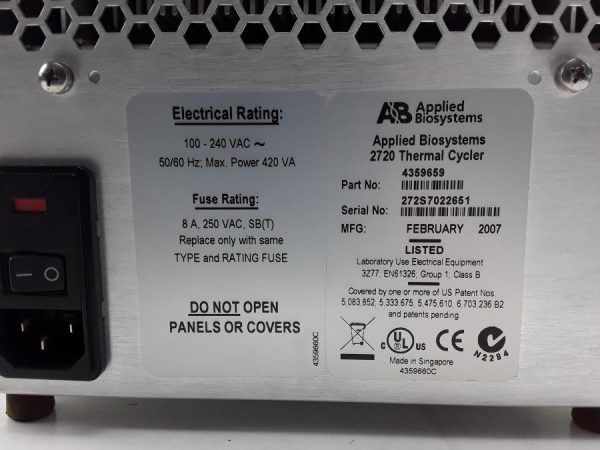 Electrical Rating:
100 - 240 VAC ~
50/60 Hz; Max. Power 420 VA
Fuse Rating:
8 A, 250 VAC, SB(T)
Replace only with same
TYPE and RATING FUSE
DO NOT OPEN
PANELS OR COVERS
4359660C
AB Applied
Biosystems
Applied Biosystems
2720 Thermal Cycler
4359659
Part No:
272S7022651
Serial No:
MFG: FEBRUARY 2007
LISTED
Laboratory Use Electrical Equipment
3Z77; EN61326, Group 1; Class B
Covered by one or more of US Patent Nos
5,083,852; 5,333,675, 5,475,610, 6,703,236 B2
and patents pending.
C UL US
N2284
Made in Singapore
4359660C